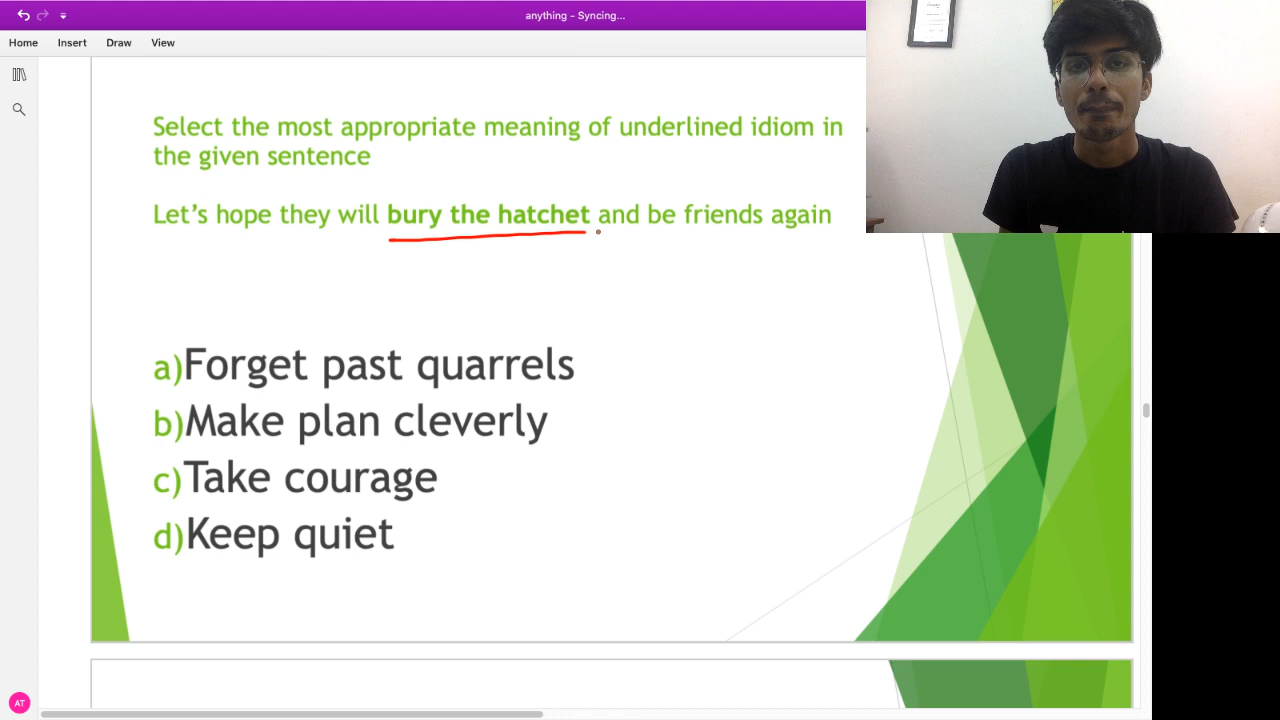 anything - Syncing...
Home Insert Draw View
Select the most appropriate meaning of underlined idiom in
the given sentence
Let's hope they will bury the hatchet and be friends again
a)Forget past quarrels
b)Make plan cleverly
c)Take courage
d)Keep quiet
AT